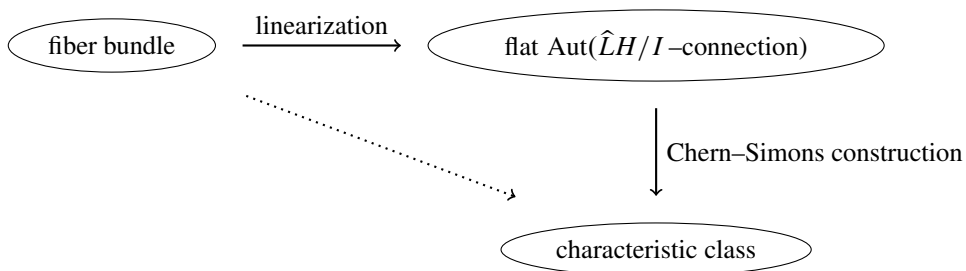 fiber bundle
linearization
flat Aut(L̂H/I –connection)
Chern–Simons construction
characteristic class